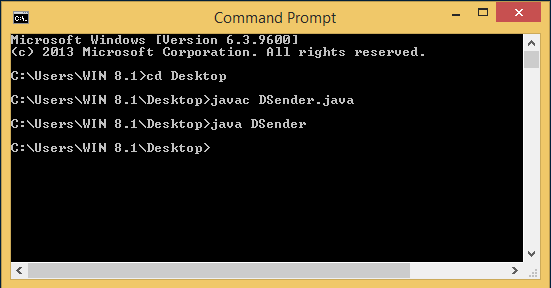 Command Prompt
Microsoft Windows [Version 6.3.9600]
(c) 2013 Microsoft Corporation. All rights reserved.
C:\Users\WIN 8.1>cd Desktop
C:\Users\WIN 8.1\Desktop>javac DSender.java
C:\Users\WIN 8.1\Desktop>java DSender
C:\Users\WIN 8.1\Desktop>